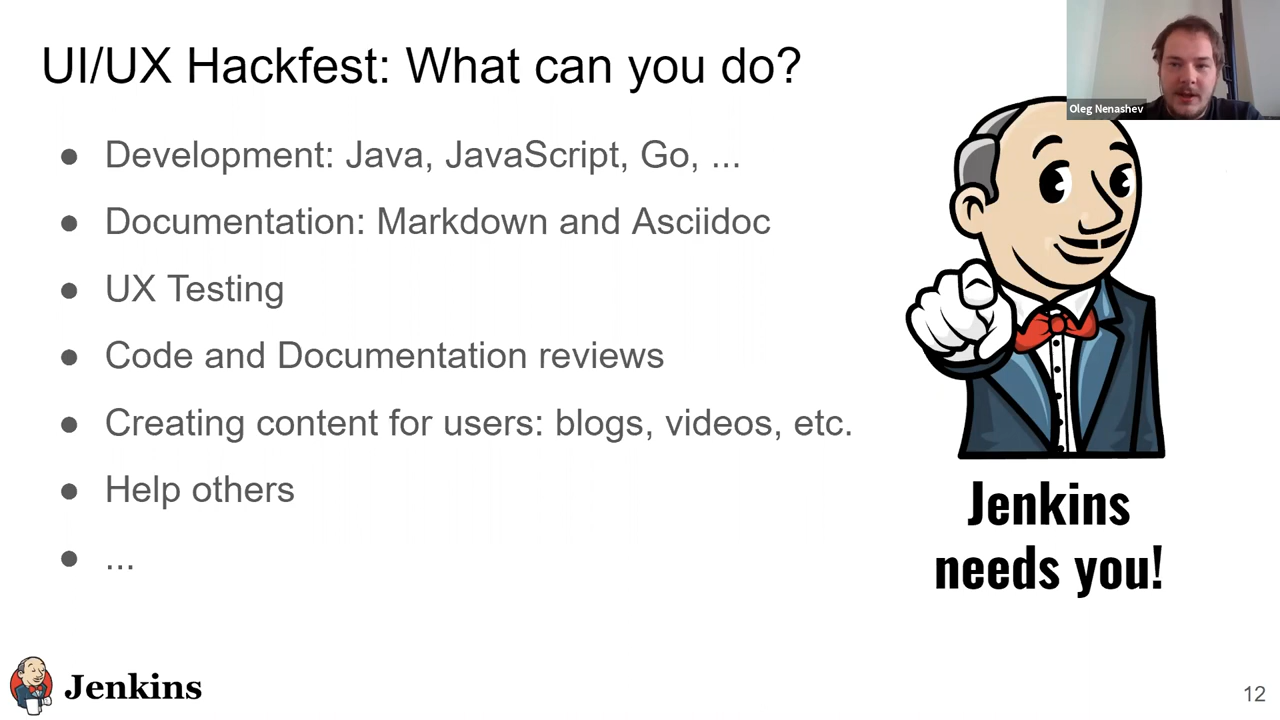 UI/UX Hackfest: What can you do?
Oleg Nenashev
● Development: Java, JavaScript, Go, ...
● Documentation: Markdown and Asciidoc
● UX Testing
● Code and Documentation reviews
● Creating content for users: blogs, videos, etc.
● Help others
● ...
Jenkins
needs you!
Jenkins
12